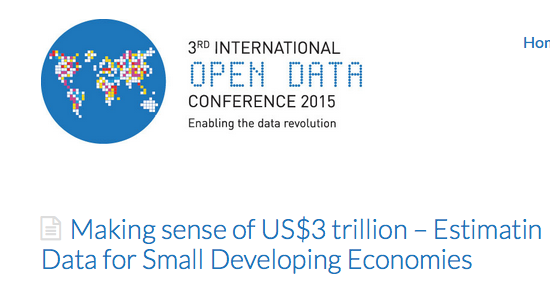 Hom
3RD INTERNATIONAL
OPEN DATA
CONFERENCE 2015
Enabling the data revolution
Making sense of US$3 trillion – Estimatin
Data for Small Developing Economies